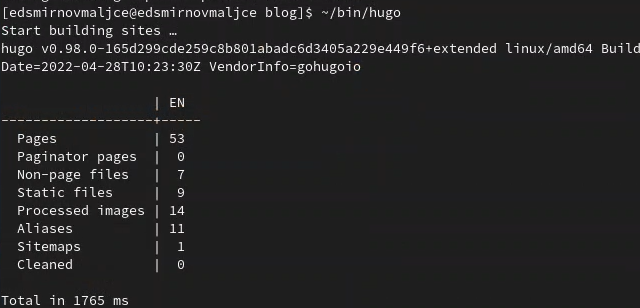 [edsmirnovmaljce@edsmirnovmaljce blog]$ ~/bin/hugo
Start building sites …
hugo v0.98.0-165d299cde259c8b801abadc6d3405a229e449f6+extended linux/amd64 Build
Date=2022-04-28T10:23:30Z VendorInfo=gohugoio
                   | EN
-------------------+-----
  Pages            | 53
  Paginator pages  |  0
  Non-page files   |  7
  Static files     |  9
  Processed images | 14
  Aliases          | 11
  Sitemaps         |  1
  Cleaned          |  0
Total in 1765 ms